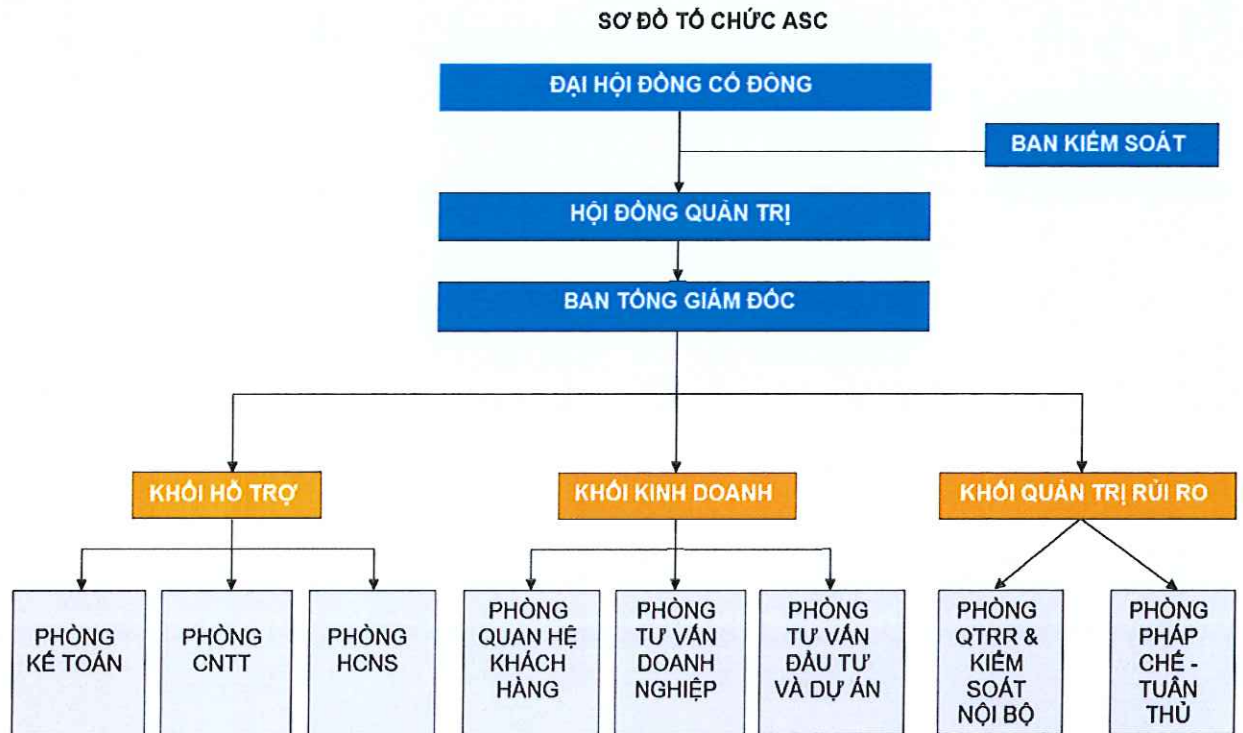 SƠ ĐỒ TỔ CHỨC ASC
ĐẠI HỘI ĐỒNG CỔ ĐÔNG
BAN KIỂM SOÁT
HỘI ĐỒNG QUẢN TRỊ
BAN TỔNG GIÁM ĐỐC
KHỐI HỖ TRỢ
KHỐI KINH DOANH
KHỐI QUẢN TRỊ RỦI RO
PHÒNG
KẾ TOÁN
PHÒNG
CNTT
PHÒNG
HCNS
PHÒNG
QUAN HỆ
KHÁCH
HÀNG
PHÒNG
TƯ VẤN
DOANH
NGHIỆP
PHÒNG
TƯ VẤN
ĐẦU TƯ
VÀ DỰ ÁN
PHÒNG
QTRR &
KIỂM
SOÁT
NỘI BỘ
PHÒNG
PHÁP
CHẾ -
TUÂN
THỦ